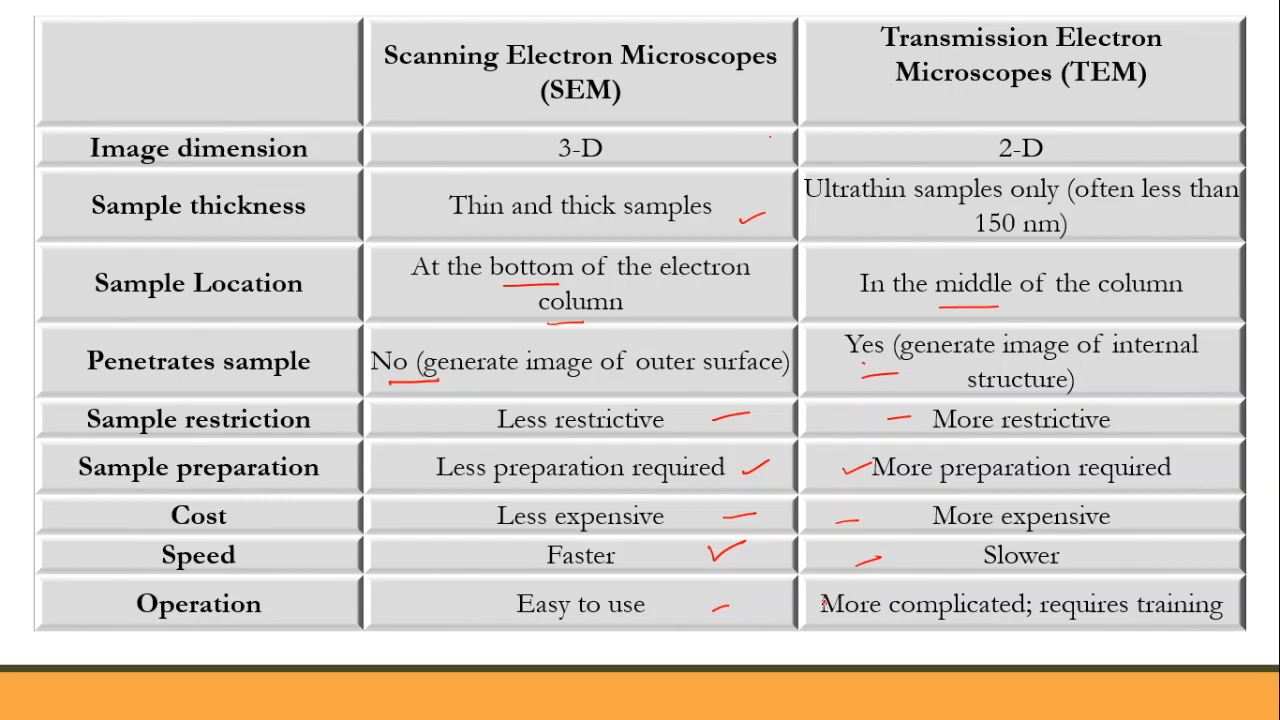 Scanning Electron Microscopes
(SEM)
Transmission Electron
Microscopes (TEM)
Image dimension
3-D
2-D
Sample thickness
Thin and thick samples
Ultrathin samples only (often less than
150 nm)
Sample Location
At the bottom of the electron
column
In the middle of the column
Penetrates sample
No (generate image of outer surface)
Yes (generate image of internal
structure)
Sample restriction
Less restrictive
More restrictive
Sample preparation
Less preparation required
More preparation required
Cost
Less expensive
More expensive
Speed
Faster
Slower
Operation
Easy to use
More complicated; requires training